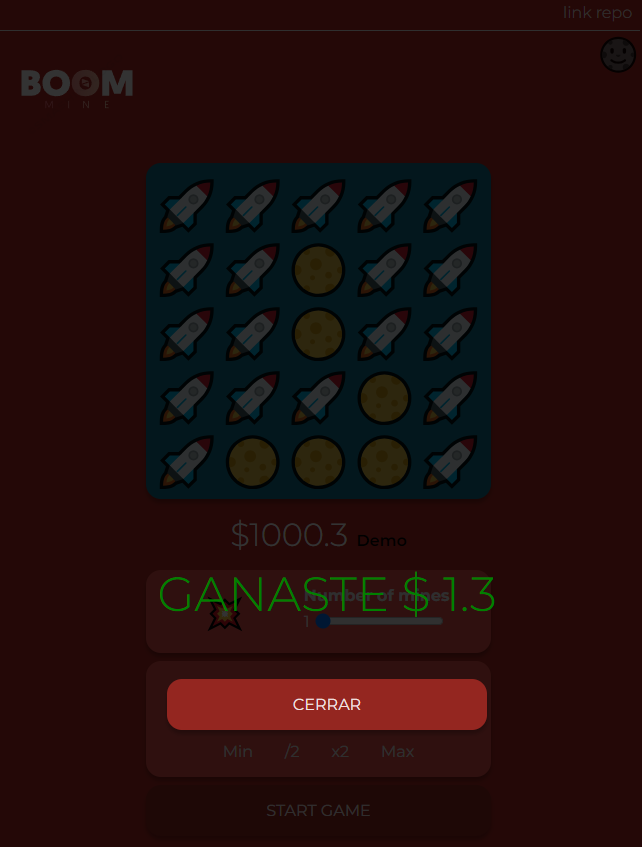 link repo
BOOM
MINE
$1000.3 Demo
Number of mines
GANASTE $ 1.3
1
CERRAR
Min /2 x2 Max
START GAME